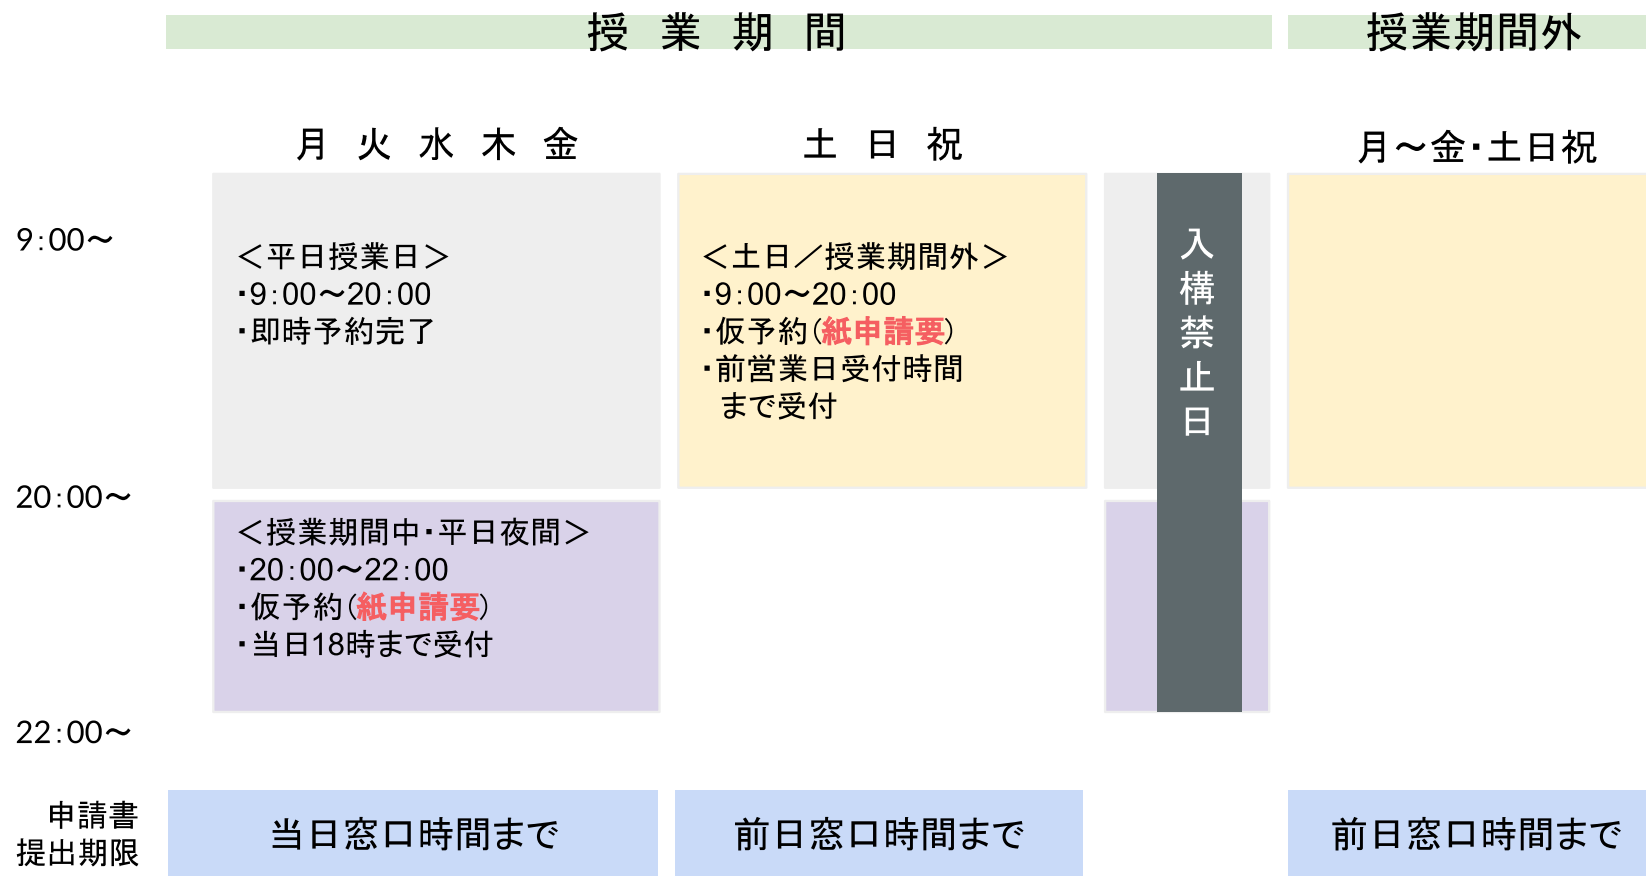 授業期間
授業期間外
月 火 水 木 金
土 日 祝
月～金・土日祝
9:00～
＜平日授業日＞
・9:00～20:00
・即時予約完了
＜土日／授業期間外＞
・9:00～20:00
・仮予約(紙申請要)
・前営業日受付時間
まで受付
入構禁止日
20:00～
＜授業期間中・平日夜間＞
・20:00～22:00
・仮予約(紙申請要)
・当日18時まで受付
22:00～
申請書
提出期限
当日窓口時間まで
前日窓口時間まで
前日窓口時間まで